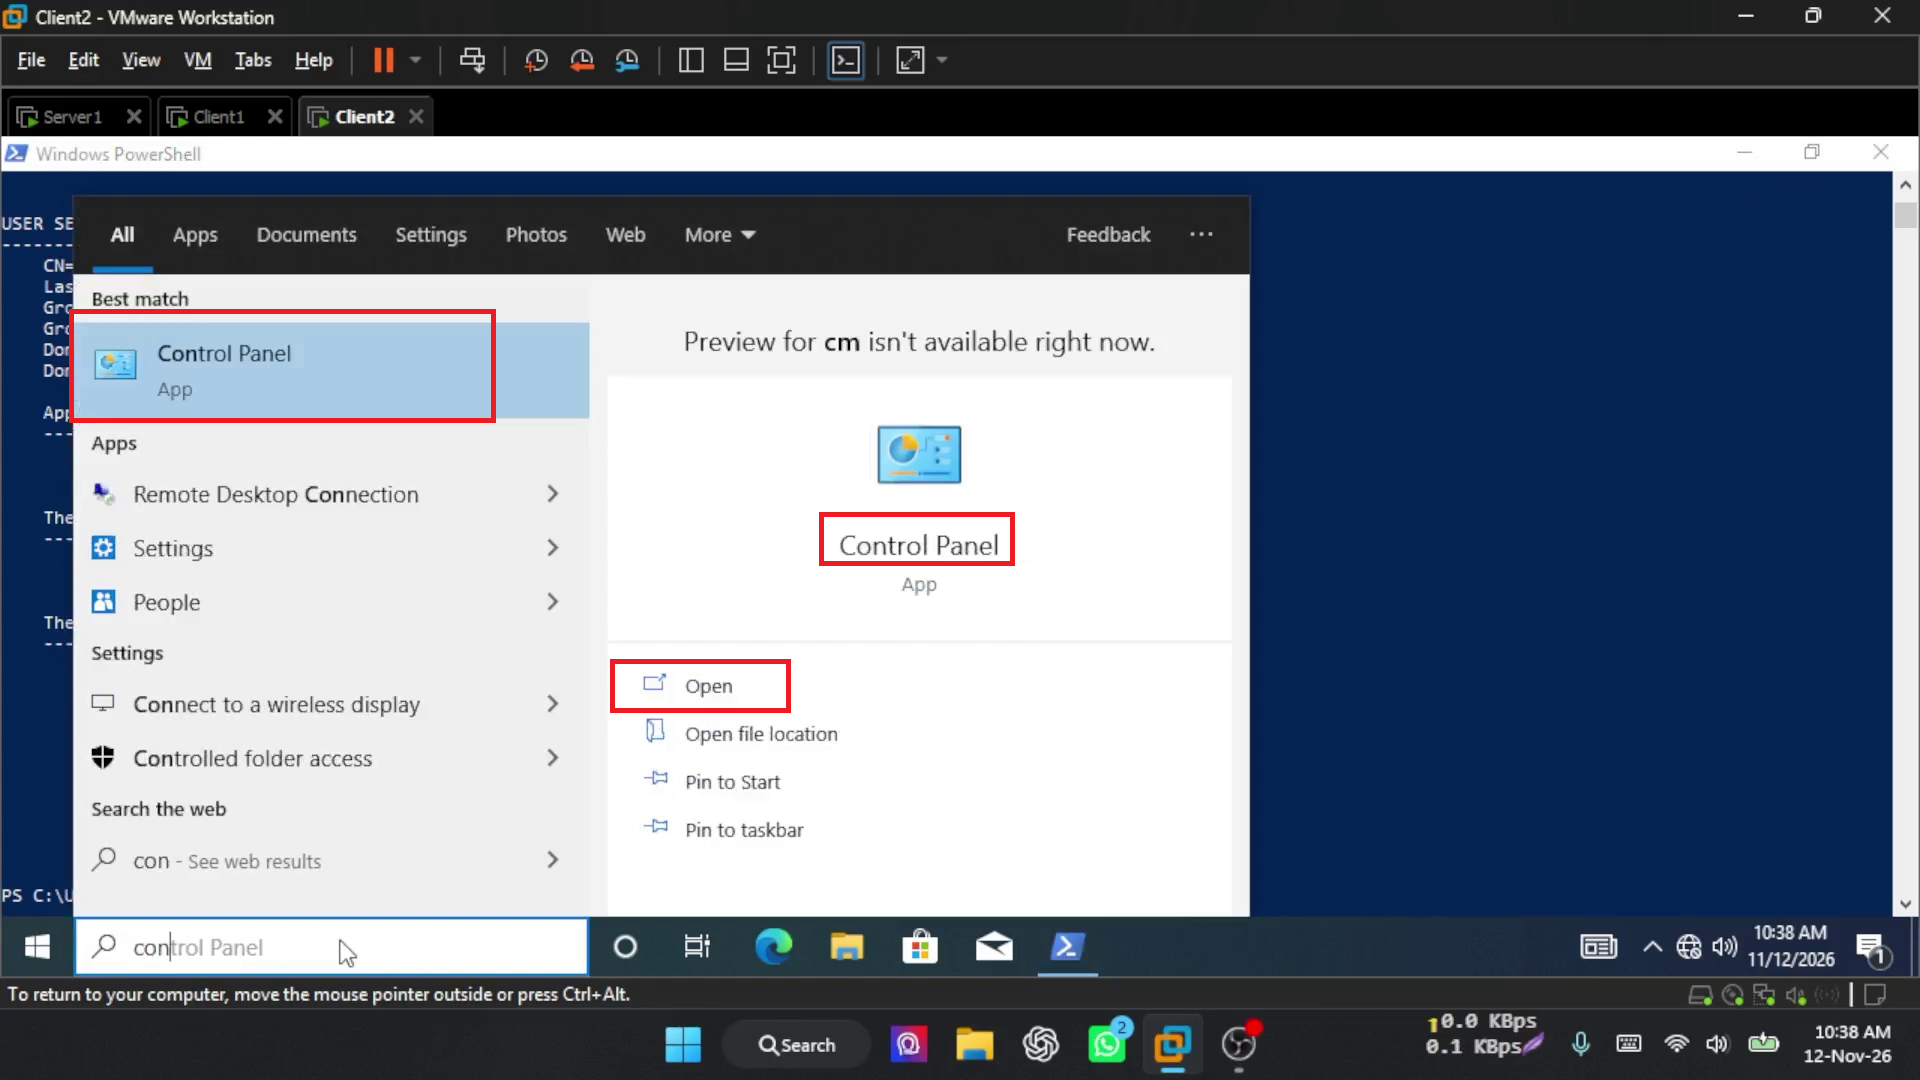 Client2 - VMware Workstation
File Edit View VM Tabs Help
Server1 Client1 Client2
Windows PowerShell
USER SE
--------
All Apps Documents Settings Photos Web More Feedback
CN=
Las
Gro
Gro
Dom
Dom
App
---
The
---
The
---
Best match
Control Panel
App
Apps
Remote Desktop Connection
Settings
People
Settings
Connect to a wireless display
Controlled folder access
Search the web
con - See web results
Preview for cm isn't available right now.
Control Panel
App
Open
Open file location
Pin to Start
Pin to taskbar
PS C:\U
control Panel
10:38 AM
11/12/2026
1
To return to your computer, move the mouse pointer outside or press Ctrl+Alt.
Search
2
0.0 KBps
0.1 KBps
10:38 AM
12-Nov-26